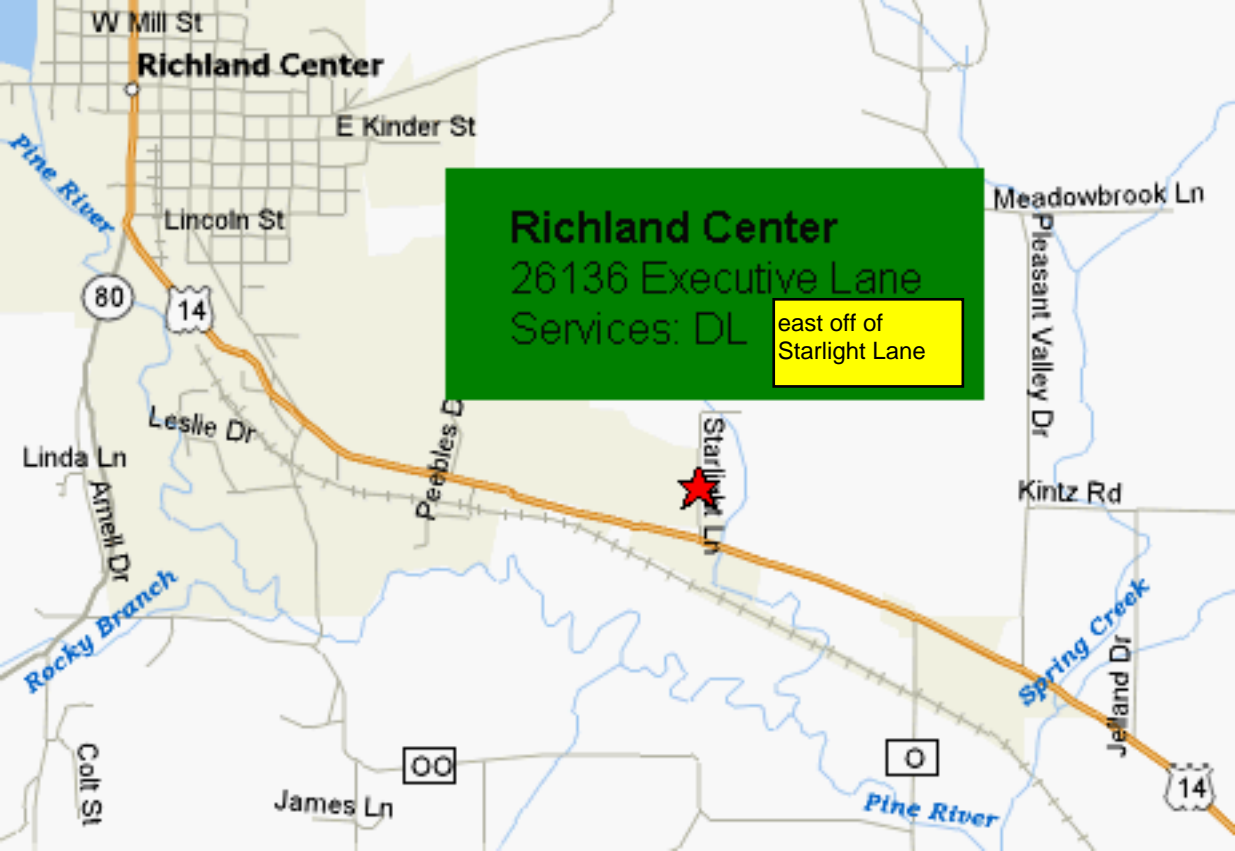 W Mill St
Richland Center
E Kinder St
Pine River
Lincoln St
80
14
Richland Center
26136 Executive Lane
Services: DL
east off of
Starlight Lane
Meadowbrook Ln
Pleasant Valley Dr
Leslie Dr
Linda Ln
Peebles D
Starlight Ln
Kintz Rd
Arnell Dr
Rocky Branch
Spring Creek
Jelland Dr
Colt St
OO
O
14
James Ln
Pine River